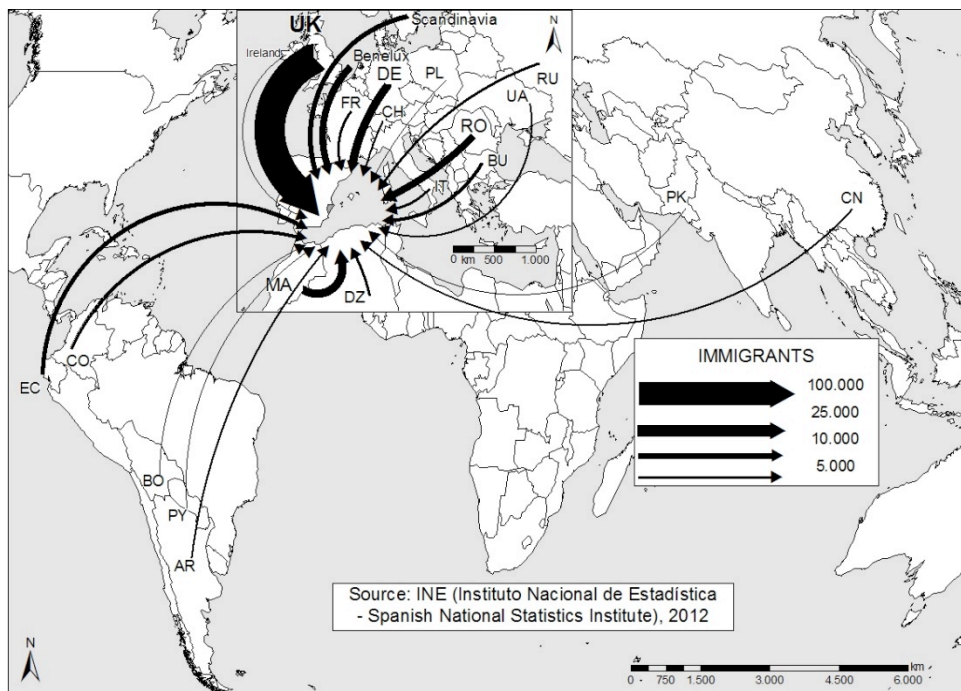 UK
Scandinavia
N
Ireland
Benelux
DE
PL
RU
FR
CH
UA
RO
BU
IT
PK
CN
0 km 500 1.000
MA
DZ
CO
EC
BO
PY
AR
IMMIGRANTS
100.000
25.000
10.000
5.000
Source: INE (Instituto Nacional de Estadística
- Spanish National Statistics Institute), 2012
N
km
0 750 1.500 3.000 4.500 6.000